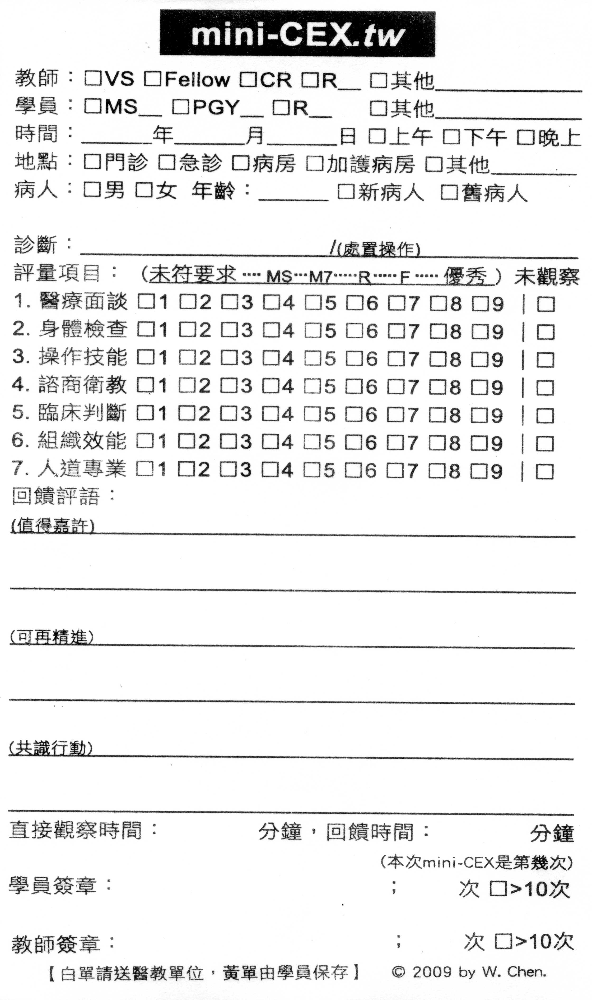 mini-CEX.tw
教師：□VS □Fellow □CR □R__ □其他____________
學員：□MS__ □PGY__ □R__ □其他____________
時間：______年______月______日 □上午 □下午 □晚上
地點：□門診 □急診 □病房 □加護病房 □其他_______
病人：□男 □女 年齡：______ □新病人 □舊病人
診斷：____________________/(處置操作)____________
評量項目：（未符要求 ···· MS···M7·····R·····F ····· 優秀 ）未觀察
1. 醫療面談 □1 □2 □3 □4 □5 □6 □7 □8 □9 | □
2. 身體檢查 □1 □2 □3 □4 □5 □6 □7 □8 □9 | □
3. 操作技能 □1 □2 □3 □4 □5 □6 □7 □8 □9 | □
4. 諮商衛教 □1 □2 □3 □4 □5 □6 □7 □8 □9 | □
5. 臨床判斷 □1 □2 □3 □4 □5 □6 □7 □8 □9 | □
6. 組織效能 □1 □2 □3 □4 □5 □6 □7 □8 □9 | □
7. 人道專業 □1 □2 □3 □4 □5 □6 □7 □8 □9 | □
回饋評語：
(值得嘉許)
(可再精進)
(共識行動)
直接觀察時間： 分鐘，回饋時間： 分鐘
(本次mini-CEX是第幾次)
學員簽章： ； 次 □>10次
教師簽章： ； 次 □>10次
【白單請送醫教單位，黃單由學員保存】 © 2009 by W. Chen.